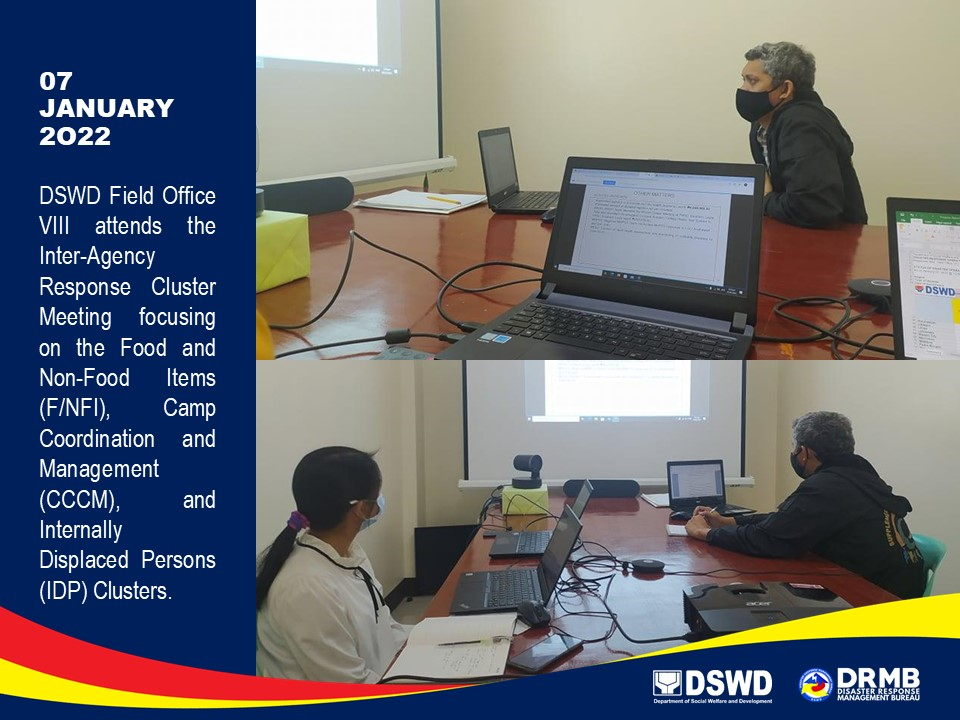 07
JANUARY
2O22
DSWD Field Office
VIII attends the
Inter-Agency
Response Cluster
Meeting focusing
on the Food and
Non-Food Items
(F/NFI), Camp
Coordination and
Management
(CCCM), and
Internally
Displaced Persons
(IDP) Clusters.
OTHER MATTERS
DSWD
DSWD
Department of Social Welfare and Development
DRMB
DISASTER RESPONSE
MANAGEMENT BUREAU